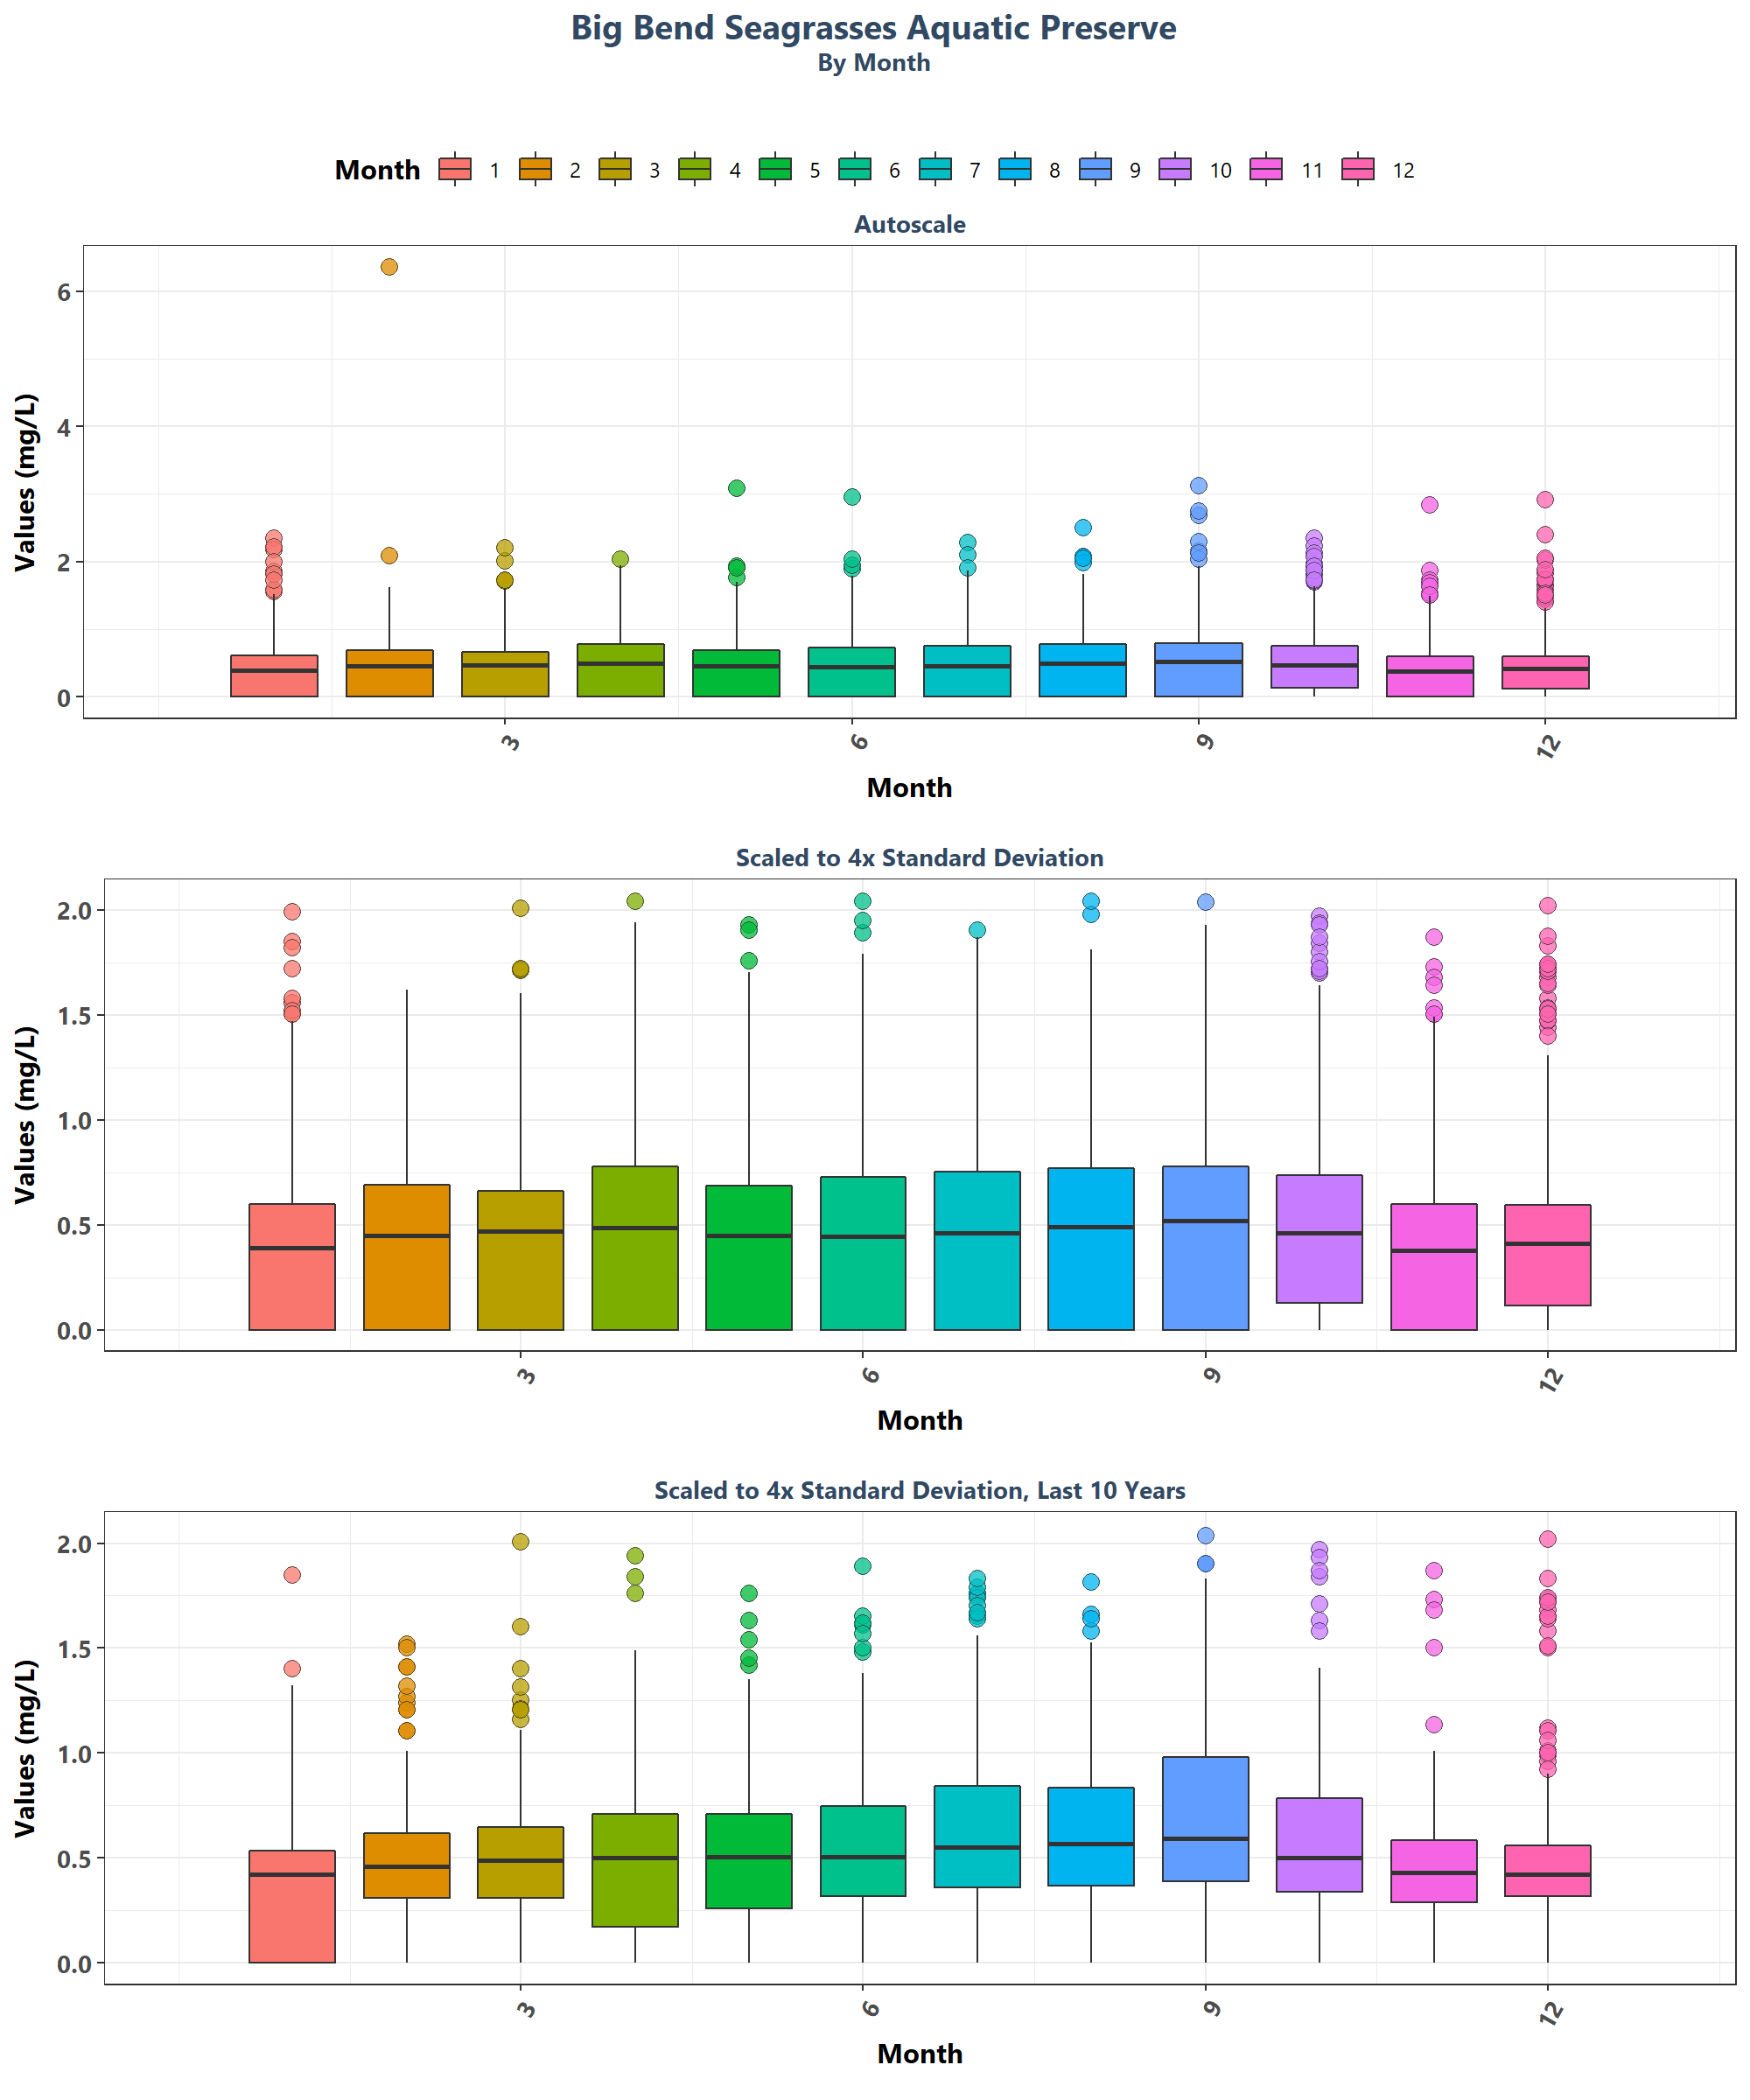 Big Bend Seagrasses Aquatic Preserve
By Month
Month 1 2 3 4 5 6 7 8 9 10 11 12
Autoscale
Values (mg/L)
6
4
2
0
3 6 9 12
Month
Scaled to 4x Standard Deviation
Values (mg/L)
2.0
1.5
1.0
0.5
0.0
3 6 9 12
Month
Scaled to 4x Standard Deviation, Last 10 Years
Values (mg/L)
2.0
1.5
1.0
0.5
0.0
3 6 9 12
Month